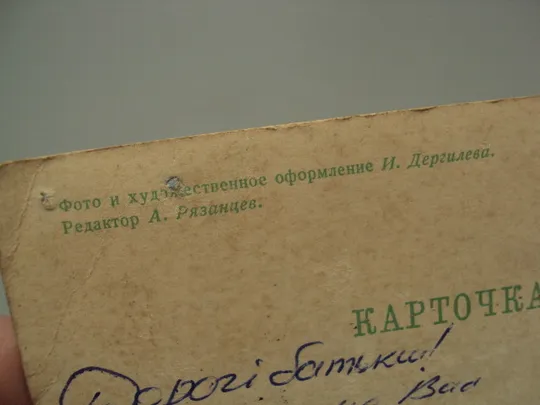 Фото и художественное оформление И. Дергилева.
Редактор А. Рязанцев.
КАРТОЧКА
Дорогі батьки!
Вас